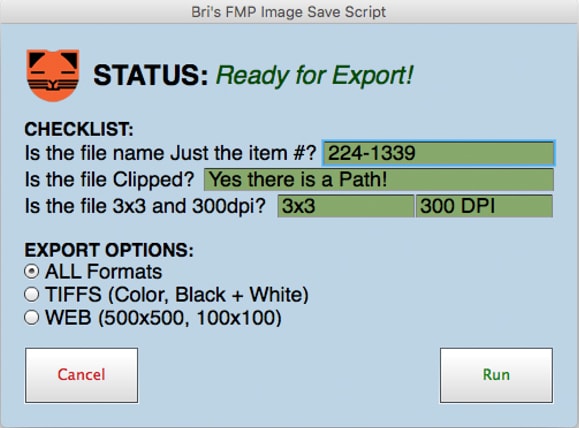 Bri's FMP Image Save Script
STATUS: Ready for Export!
CHECKLIST:
Is the file name Just the item #? 224-1339
Is the file Clipped? Yes there is a Path!
Is the file 3x3 and 300dpi? 3x3 300 DPI
EXPORT OPTIONS:
ALL Formats
TIFFS (Color, Black + White)
WEB (500x500, 100x100)
Cancel Run